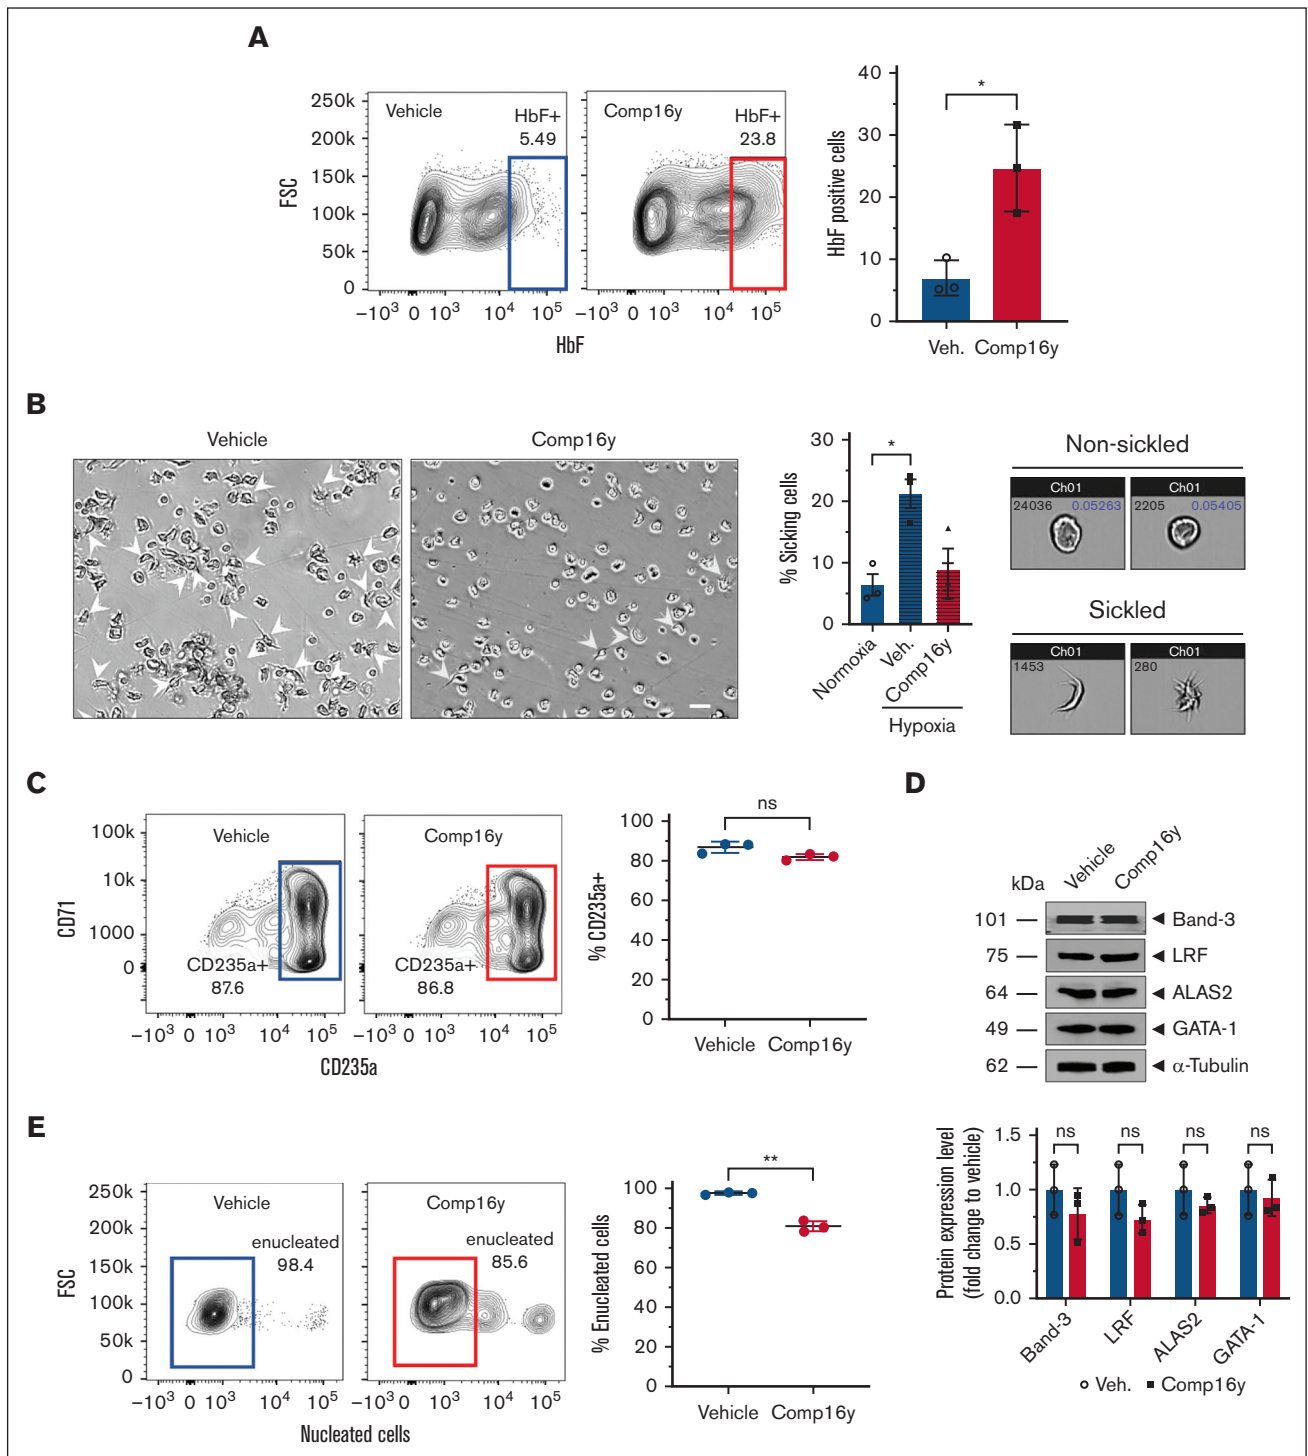 A
Vehicle
HbF+
5.49
Comp16y
HbF+
23.8
FSC
250k
200k
150k
100k
50k
0
−10³ 0 10³ 10⁴ 10⁵
−10³ 0 10³ 10⁴ 10⁵
HbF
HbF positive cells
40
30
20
10
0
*
Veh. Comp16y
B
Vehicle
Comp16y
% Sicking cells
30
20
10
0
*
Normoxia
Veh.
Comp16y
Hypoxia
Non-sickled
Ch01
24036 0.05263
Ch01
2205 0.05405
Sickled
Ch01
1453
Ch01
280
C
CD71
100k
10k
1000
0
Vehicle
CD235a+
87.6
Comp16y
CD235a+
86.8
−10³ 0 10³ 10⁴ 10⁵
−10³ 0 10³ 10⁴ 10⁵
CD235a
% CD235a+
100
80
60
40
20
0
ns
Vehicle Comp16y
D
kDa
Vehicle
Comp16y
101 Band-3
75 LRF
64 ALAS2
49 GATA-1
62 α-Tubulin
Protein expression level
(fold change to vehicle)
1.5
1.0
0.5
0.0
ns ns ns ns
Band-3
LRF
ALAS2
GATA-1
Veh. Comp16y
E
FSC
250k
200k
150k
100k
50k
0
Vehicle
enucleated
98.4
Comp16y
enucleated
85.6
−10³ 0 10³ 10⁴ 10⁵
−10³ 0 10³ 10⁴ 10⁵
Nucleated cells
% Enucleated cells
100
80
60
40
20
0
**
Vehicle Comp16y